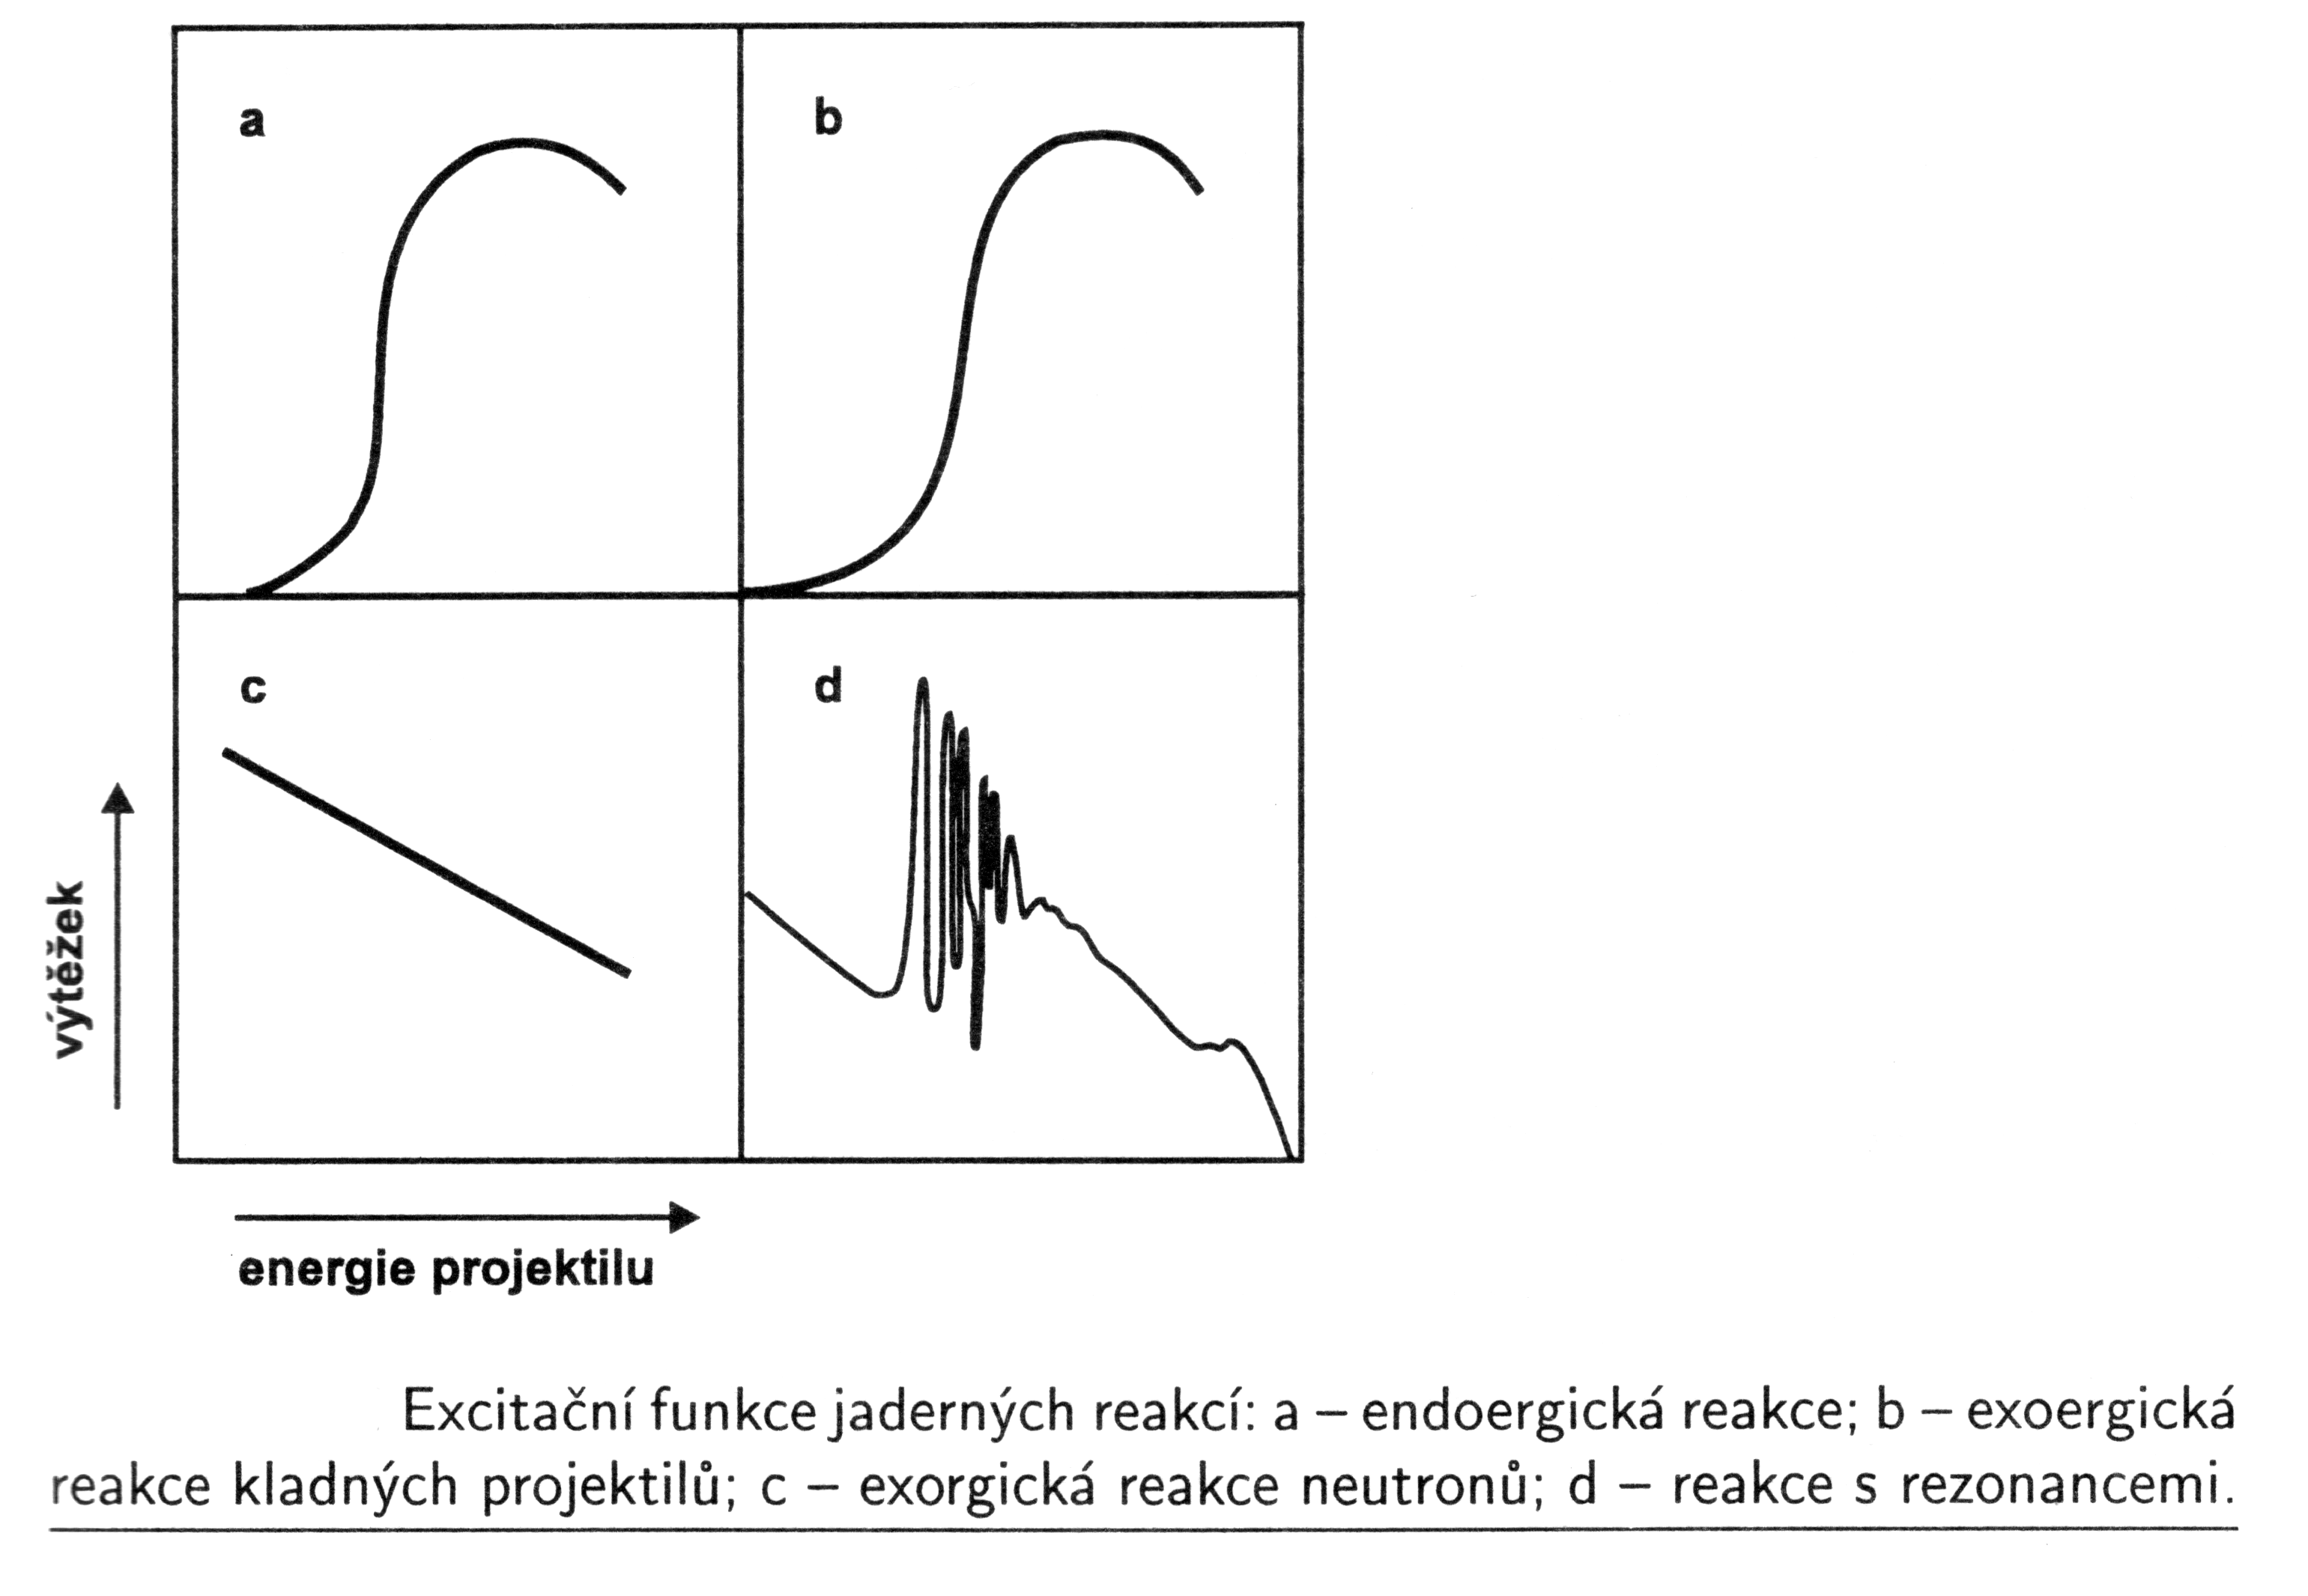 a
b
c
d
výtěžek
energie projektilu
Excitační funkce jaderných reakcí: a – endoergická reakce; b – exoergická
reakce kladných projektilů; c – exorgická reakce neutronů; d – reakce s rezonancemi.